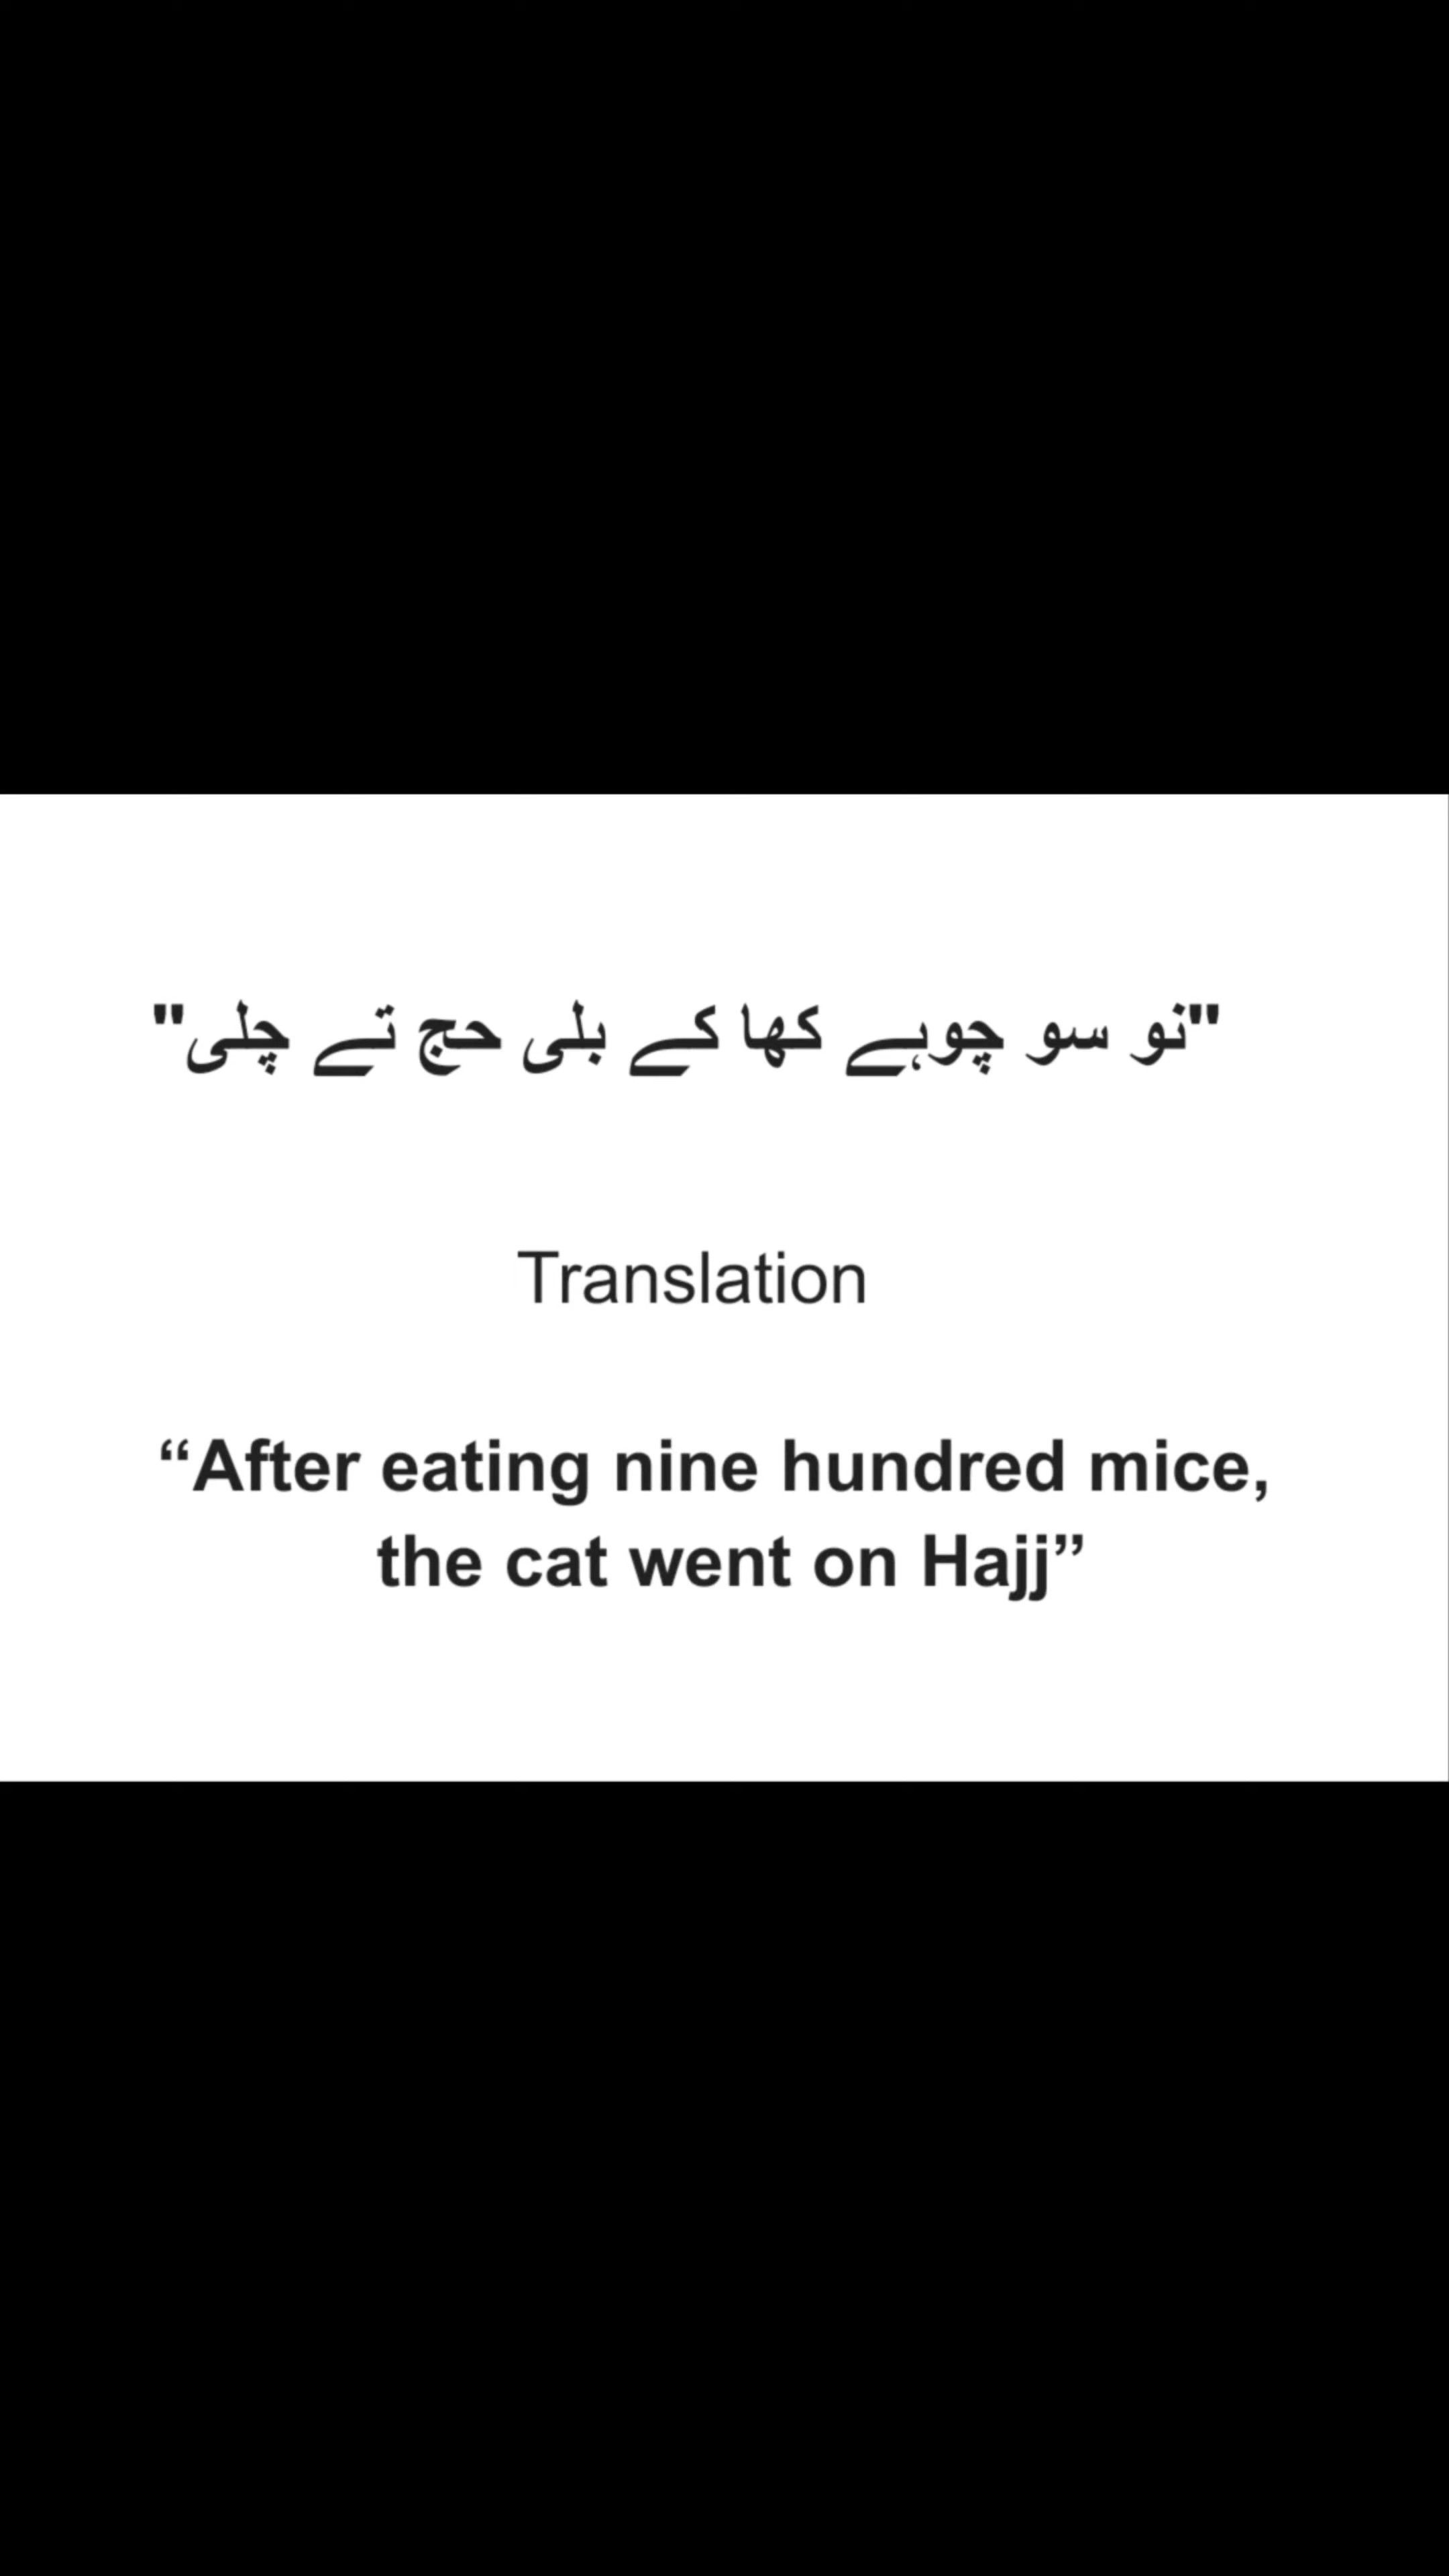 "نو سو چوہے کھا کے بلی حج تے چلی"
Translation
“After eating nine hundred mice,
the cat went on Hajj”